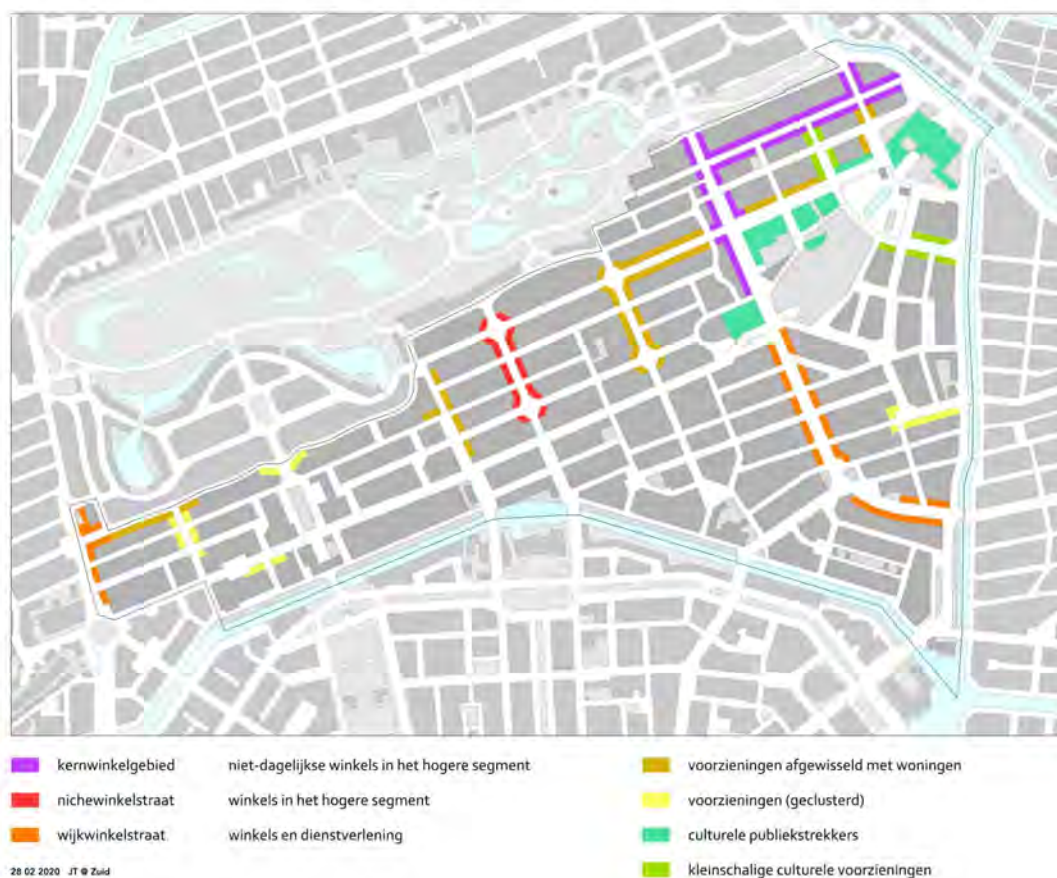 kernwinkelgebied niet-dagelijkse winkels in het hogere segment
nichewinkelstraat winkels in het hogere segment
wijkwinkelstraat winkels en dienstverlening
28 02 2020 JT @ Zuid
voorzieningen afgewisseld met woningen
voorzieningen (geclusterd)
culturele publiekstrekkers
kleinschalige culturele voorzieningen